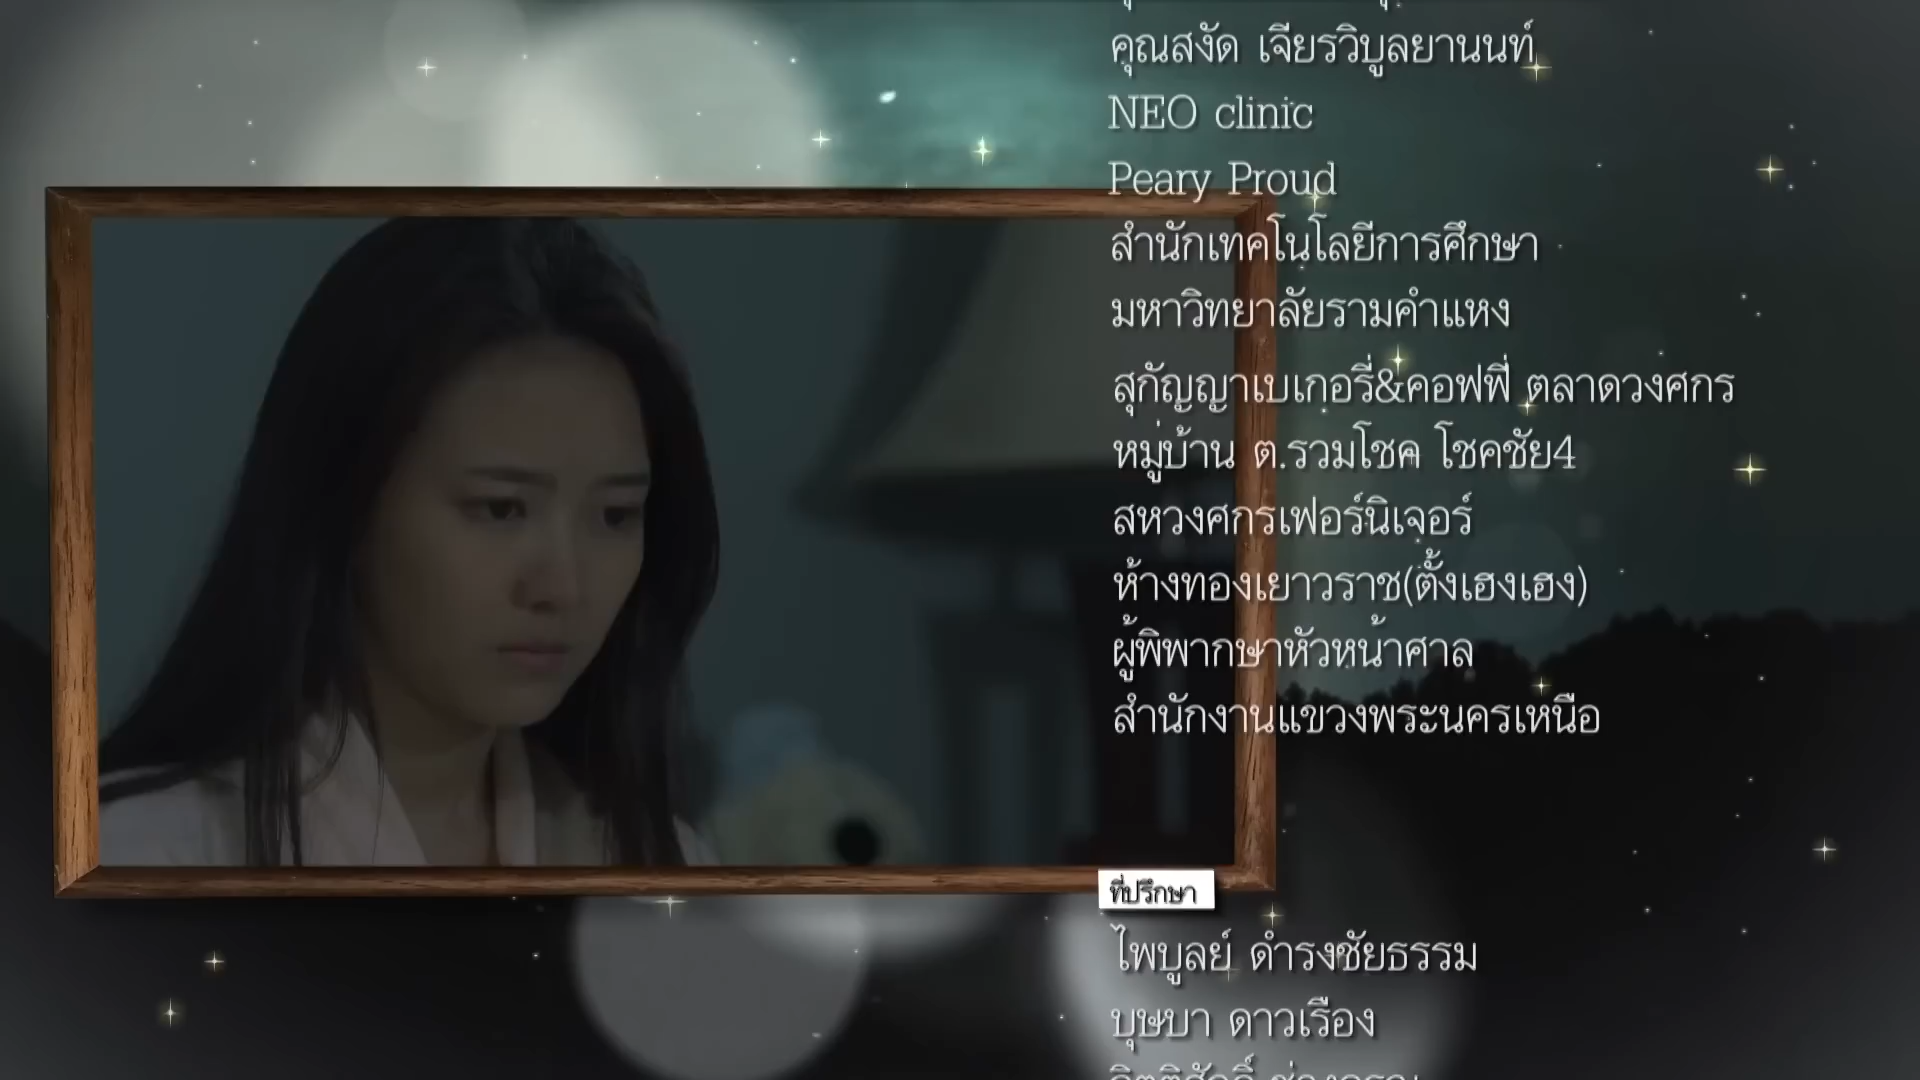 คุณสงัด เจียรวิบูลยานนท์
NEO clinic
Peary Proud
สำนักเทคโนโลยีการศึกษา
มหาวิทยาลัยรามคำแหง
สุกัญญาเบเกอรี่&คอฟฟี่ ตลาดวงศกร
หมู่บ้าน ต.รวมโชค โชคชัย4
สหวงศกรเฟอร์นิเจอร์
ห้างทองเยาวราช(ตั้งเฮงเฮง)
ผู้พิพากษาหัวหน้าศาล
สำนักงานแขวงพระนครเหนือ
ที่ปรึกษา
ไพบูลย์ ดำรงชัยธรรม
บุษบา ดาวเรือง